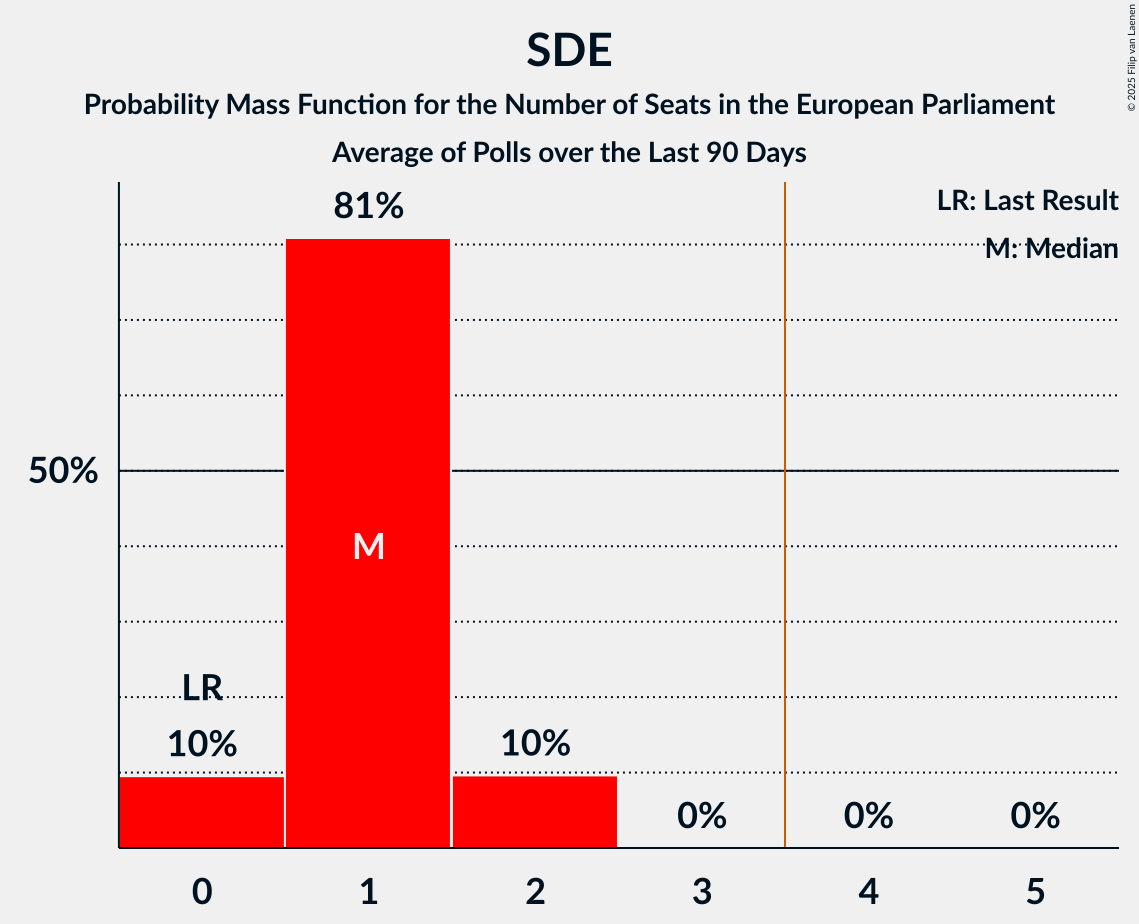 SDE
Probability Mass Function for the Number of Seats in the European Parliament
Average of Polls over the Last 90 Days
© 2025 Filip van Laenen
LR: Last Result
M: Median
81%
50%
M
LR
10%
10%
0%
0%
0%
0
1
2
3
4
5